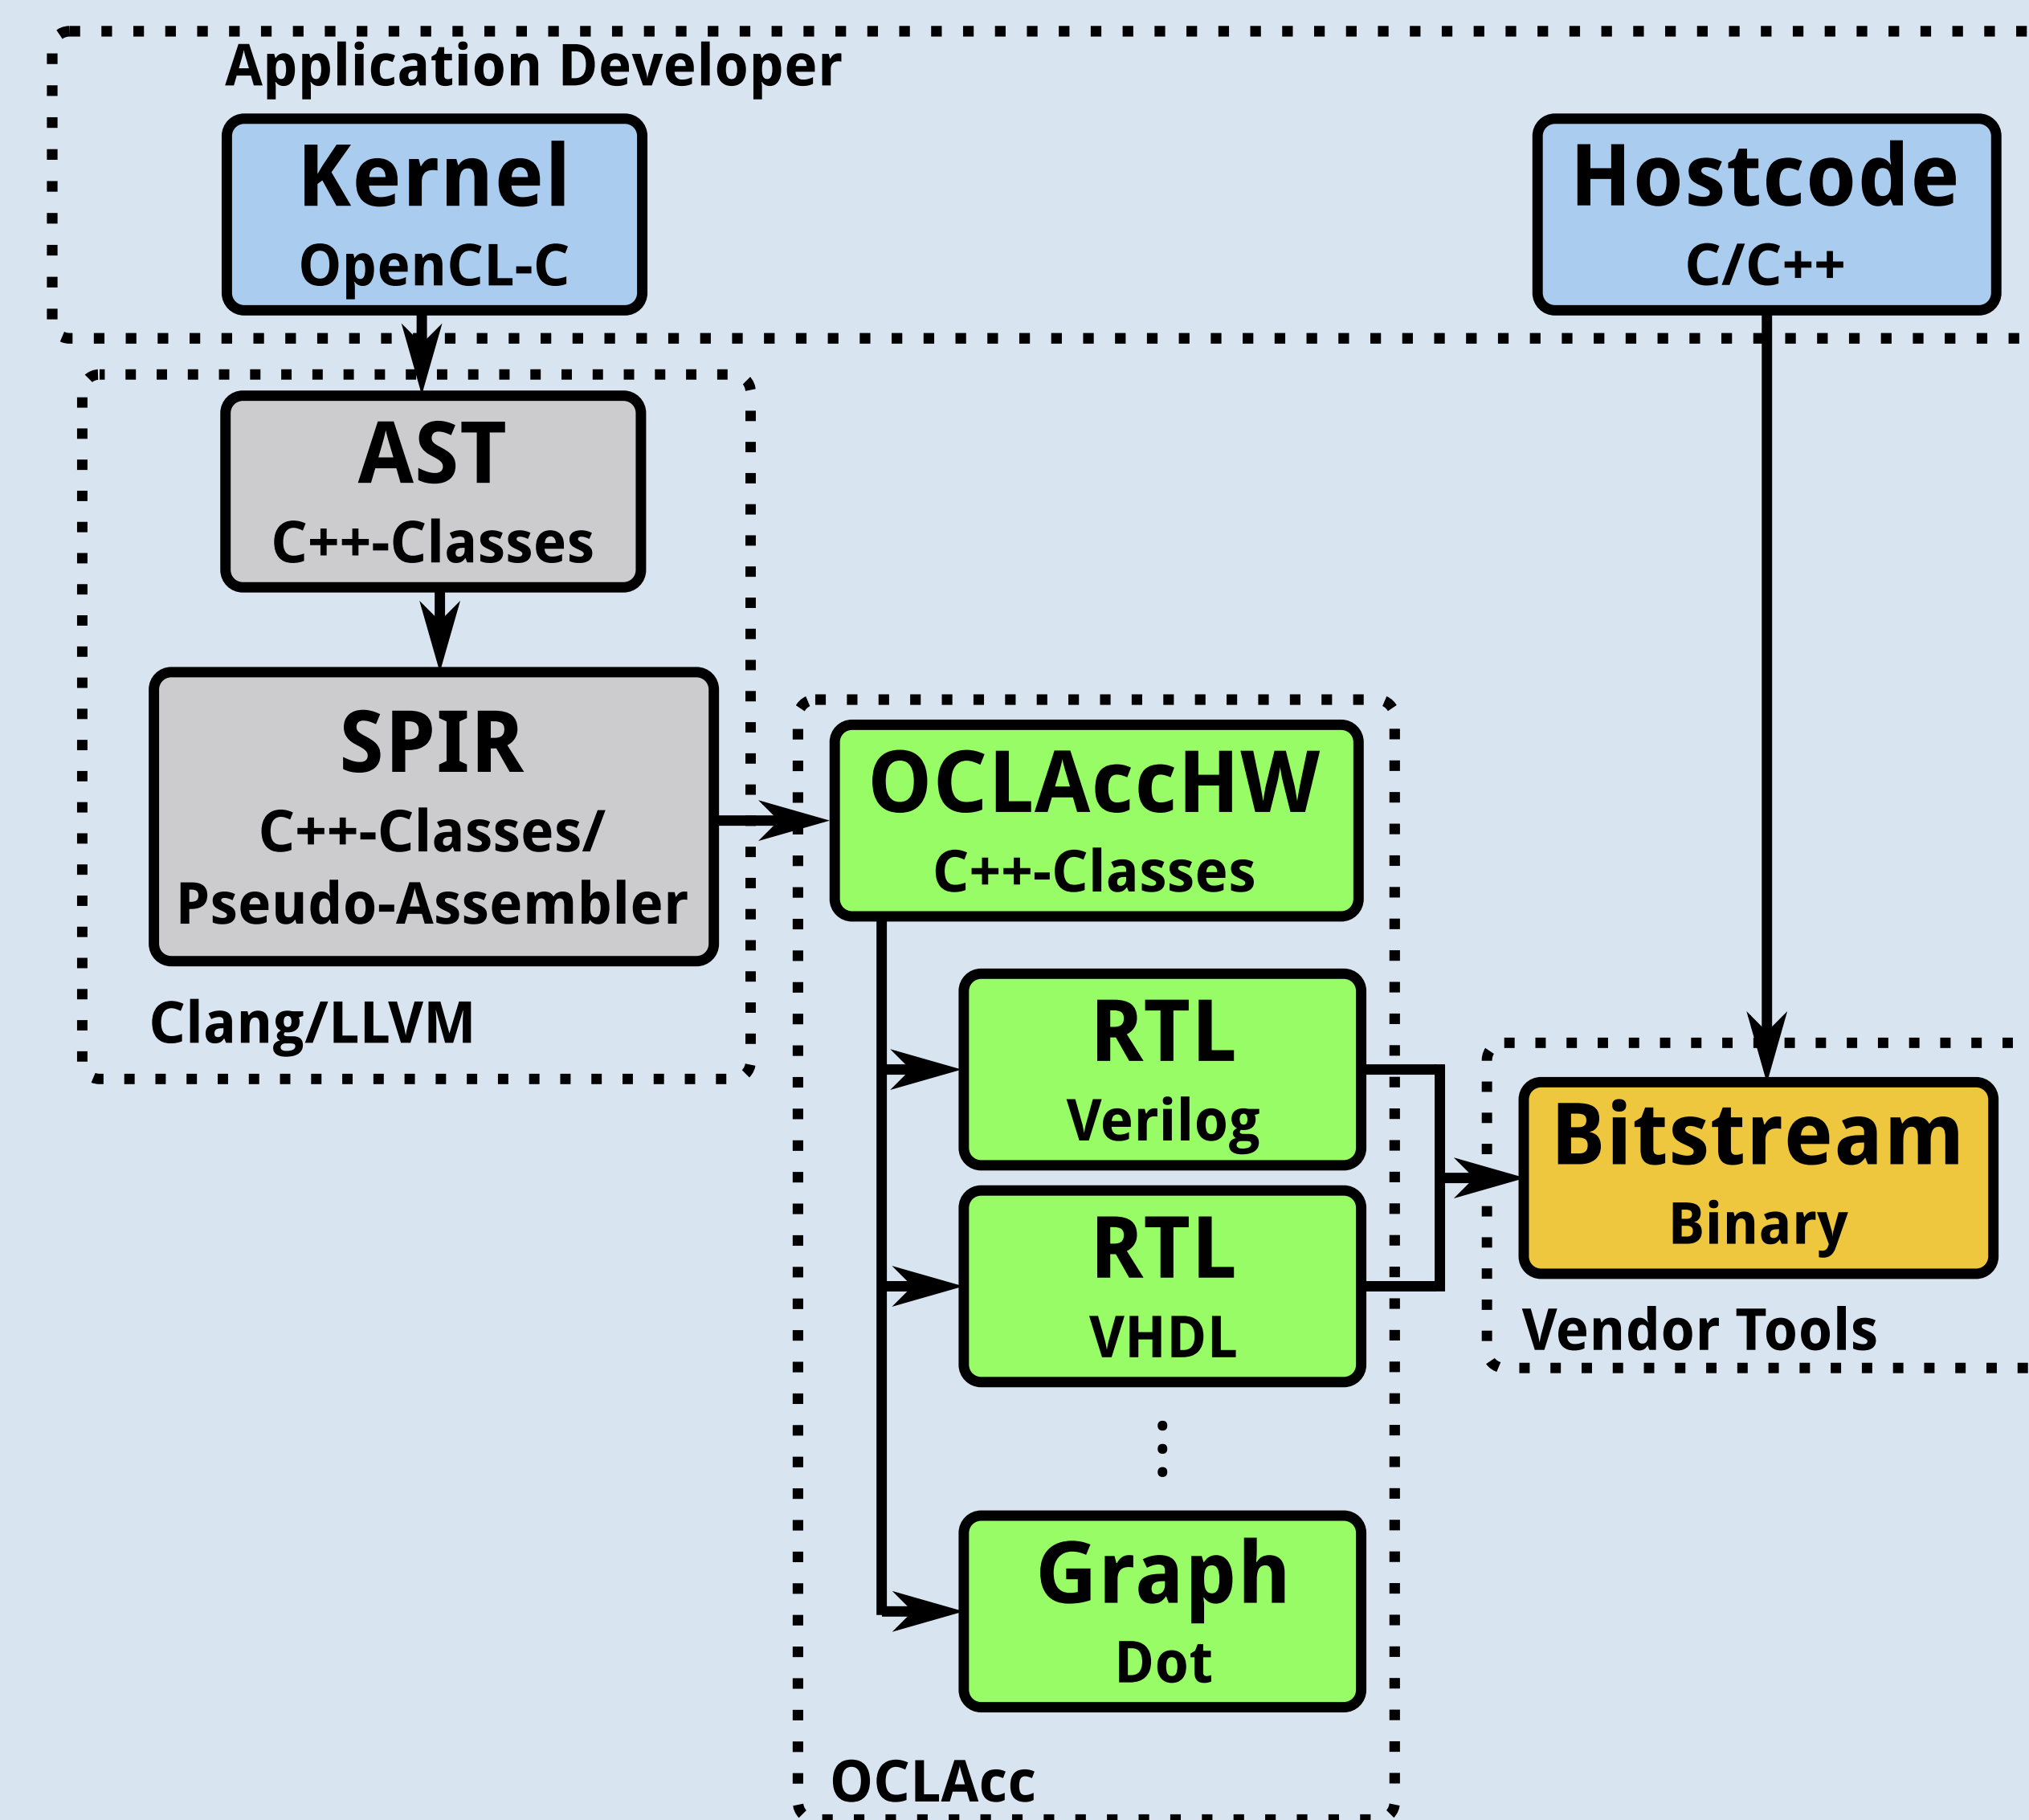 Application Developer
Kernel
OpenCL-C
Hostcode
C/C++
AST
C++-Classes
SPIR
C++-Classes/
Pseudo-Assembler
Clang/LLVM
OCLAccHW
C++-Classes
RTL
Verilog
RTL
VHDL
⋮
Graph
Dot
OCLAcc
Bitstream
Binary
Vendor Tools